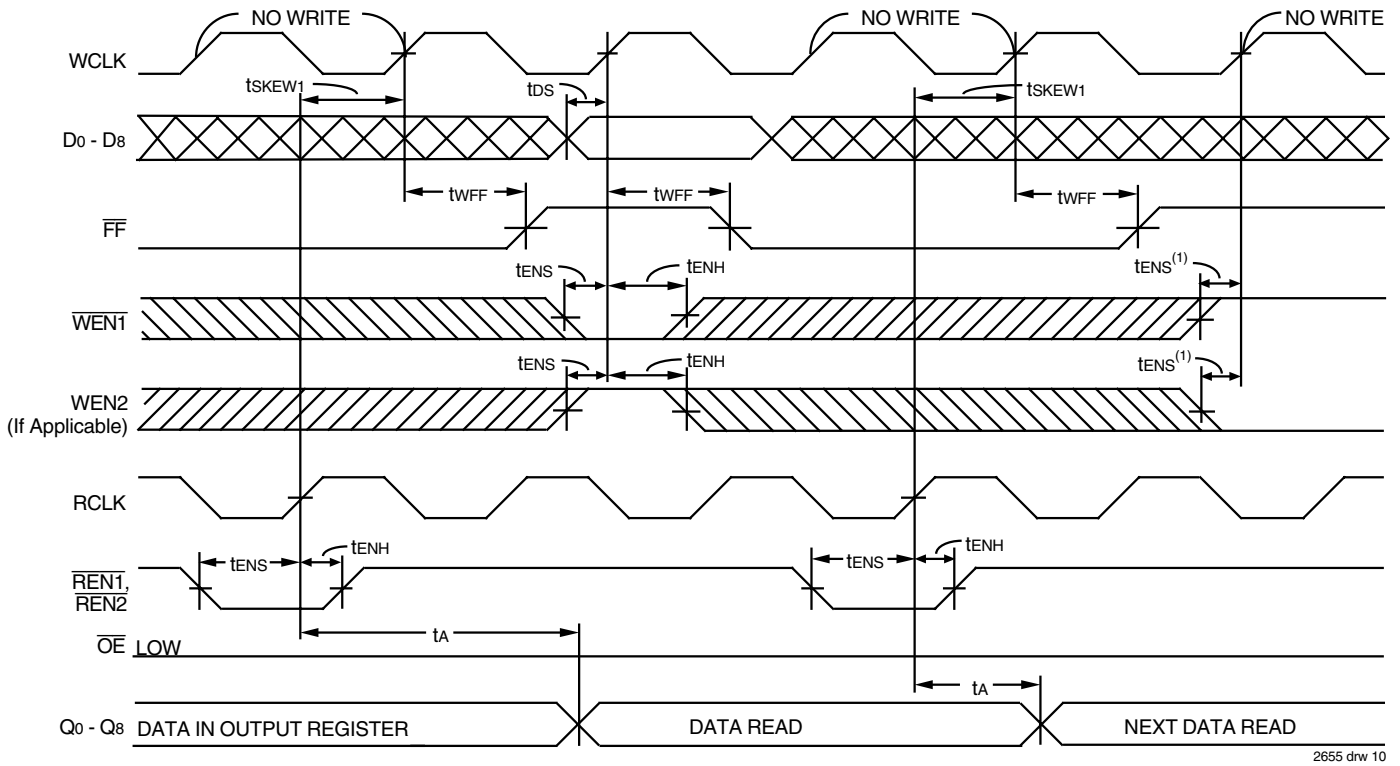 NO WRITE
NO WRITE
NO WRITE
WCLK
tSKEW1
tDS
tSKEW1
D0 - D8
tWFF
tWFF
tWFF
FF
tENS
tENH
tENS(1)
WEN1
tENS
tENH
tENS(1)
WEN2
(If Applicable)
RCLK
tENS
tENH
tENS
tENH
REN1,
REN2
tA
OE LOW
tA
Q0 - Q8 DATA IN OUTPUT REGISTER DATA READ NEXT DATA READ
2655 drw 10